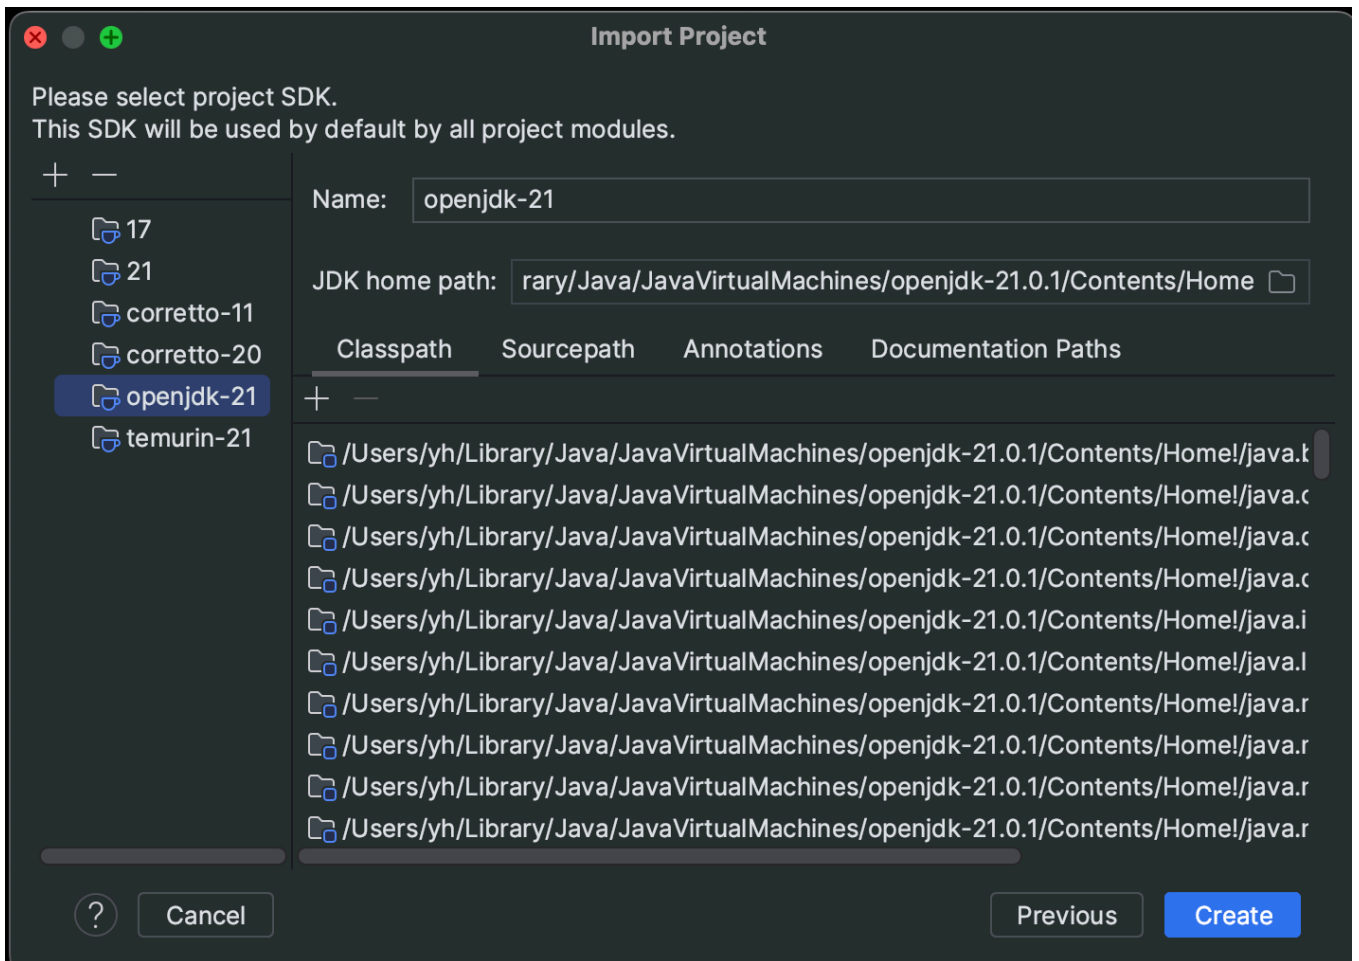 Import Project
Please select project SDK.
This SDK will be used by default by all project modules.
17
21
corretto-11
corretto-20
openjdk-21
temurin-21
Name: openjdk-21
JDK home path: rary/Java/JavaVirtualMachines/openjdk-21.0.1/Contents/Home
Classpath Sourcepath Annotations Documentation Paths
/Users/yh/Library/Java/JavaVirtualMachines/openjdk-21.0.1/Contents/Home!/java.b
/Users/yh/Library/Java/JavaVirtualMachines/openjdk-21.0.1/Contents/Home!/java.c
/Users/yh/Library/Java/JavaVirtualMachines/openjdk-21.0.1/Contents/Home!/java.c
/Users/yh/Library/Java/JavaVirtualMachines/openjdk-21.0.1/Contents/Home!/java.c
/Users/yh/Library/Java/JavaVirtualMachines/openjdk-21.0.1/Contents/Home!/java.i
/Users/yh/Library/Java/JavaVirtualMachines/openjdk-21.0.1/Contents/Home!/java.l
/Users/yh/Library/Java/JavaVirtualMachines/openjdk-21.0.1/Contents/Home!/java.r
/Users/yh/Library/Java/JavaVirtualMachines/openjdk-21.0.1/Contents/Home!/java.r
/Users/yh/Library/Java/JavaVirtualMachines/openjdk-21.0.1/Contents/Home!/java.r
/Users/yh/Library/Java/JavaVirtualMachines/openjdk-21.0.1/Contents/Home!/java.r
? Cancel Previous Create